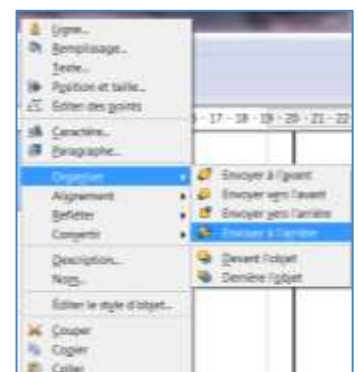 Ligne...
Remplissage...
Texte...
Position et taille...
Éditer des points
Caractère...
Paragraphe...
Organiser
Alignement
Refléter
Convertir
Description...
Nom...
Éditer le style d'objet...
Couper
Copier
Coller
17 · 18 · 19 · 20 · 21 · 22
Envoyer à l'avant
Envoyer vers l'avant
Envoyer vers l'arrière
Envoyer à l'arrière
Devant l'objet
Derrière l'objet